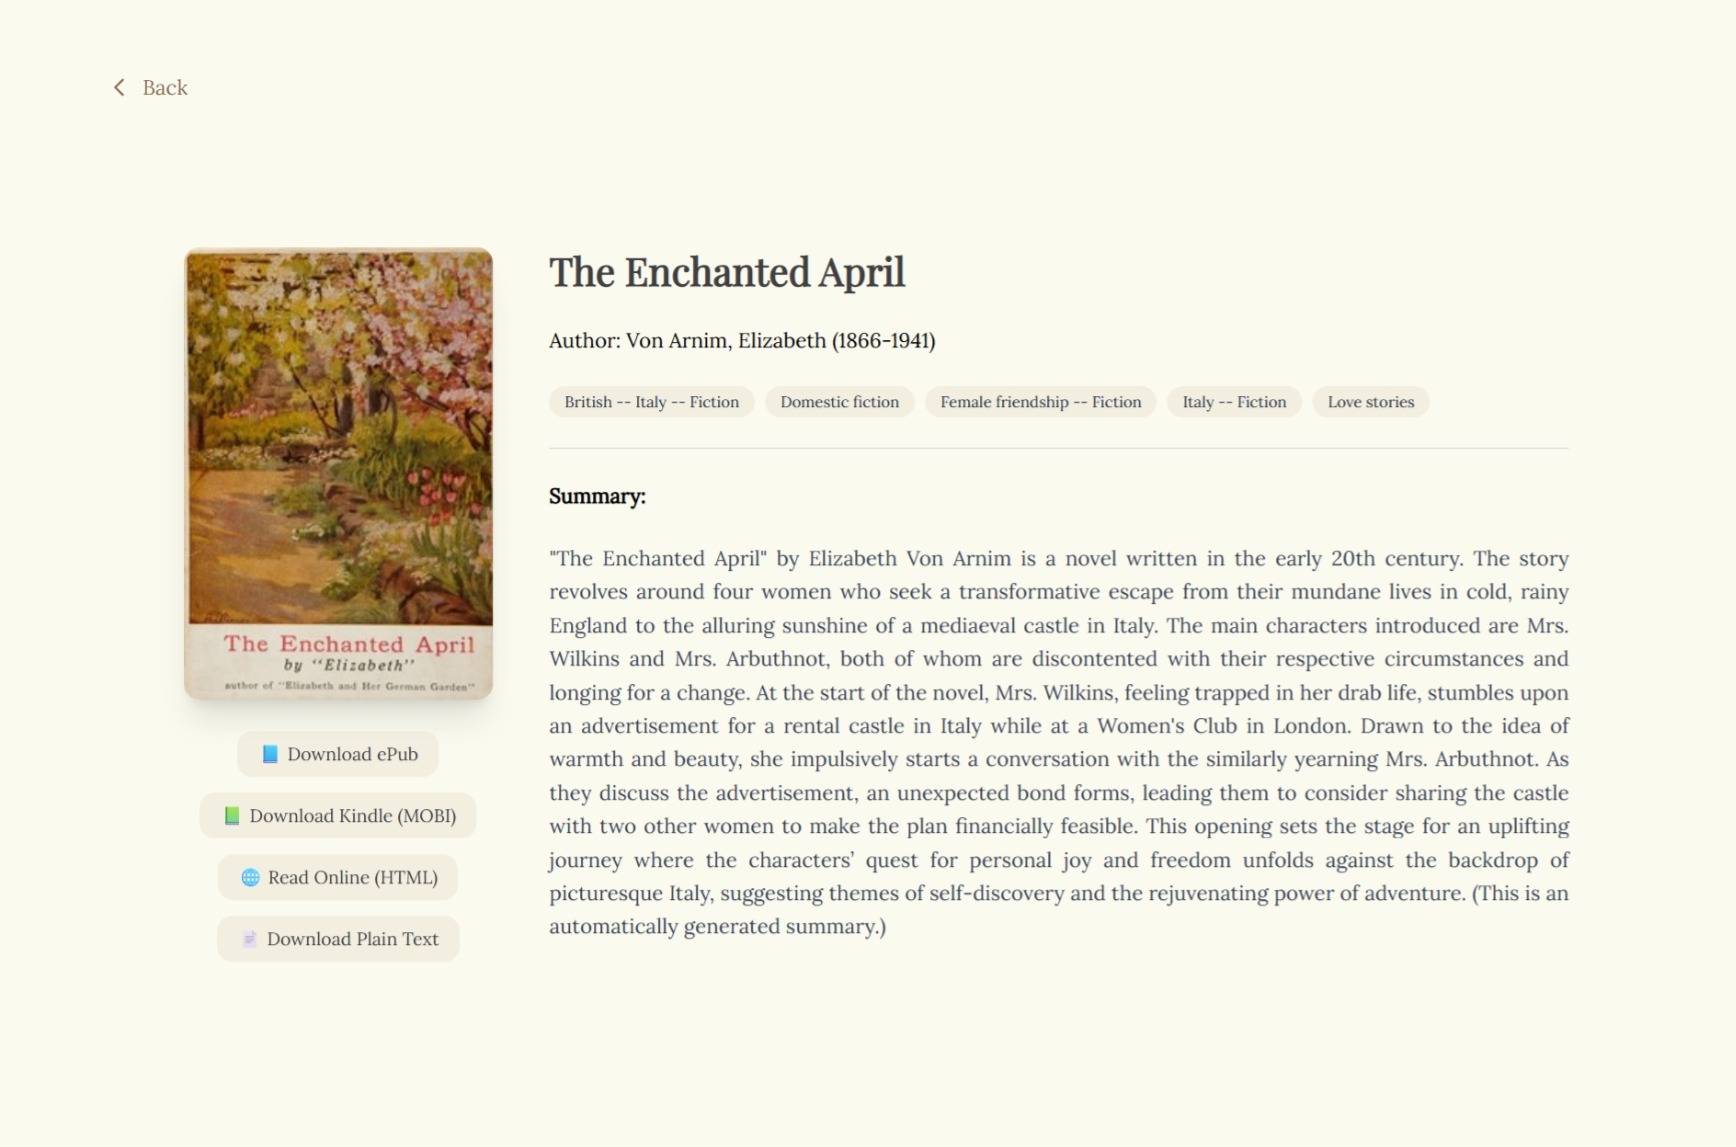 Back
The Enchanted April
by "Elizabeth"
author of "Elizabeth and Her German Garden"
📘 Download ePub
📗 Download Kindle (MOBI)
🌐 Read Online (HTML)
📄 Download Plain Text
The Enchanted April
Author: Von Arnim, Elizabeth (1866-1941)
British -- Italy -- Fiction Domestic fiction Female friendship -- Fiction Italy -- Fiction Love stories
Summary:
"The Enchanted April" by Elizabeth Von Arnim is a novel written in the early 20th century. The story
revolves around four women who seek a transformative escape from their mundane lives in cold, rainy
England to the alluring sunshine of a mediaeval castle in Italy. The main characters introduced are Mrs.
Wilkins and Mrs. Arbuthnot, both of whom are discontented with their respective circumstances and
longing for a change. At the start of the novel, Mrs. Wilkins, feeling trapped in her drab life, stumbles upon
an advertisement for a rental castle in Italy while at a Women's Club in London. Drawn to the idea of
warmth and beauty, she impulsively starts a conversation with the similarly yearning Mrs. Arbuthnot. As
they discuss the advertisement, an unexpected bond forms, leading them to consider sharing the castle
with two other women to make the plan financially feasible. This opening sets the stage for an uplifting
journey where the characters’ quest for personal joy and freedom unfolds against the backdrop of
picturesque Italy, suggesting themes of self-discovery and the rejuvenating power of adventure. (This is an
automatically generated summary.)